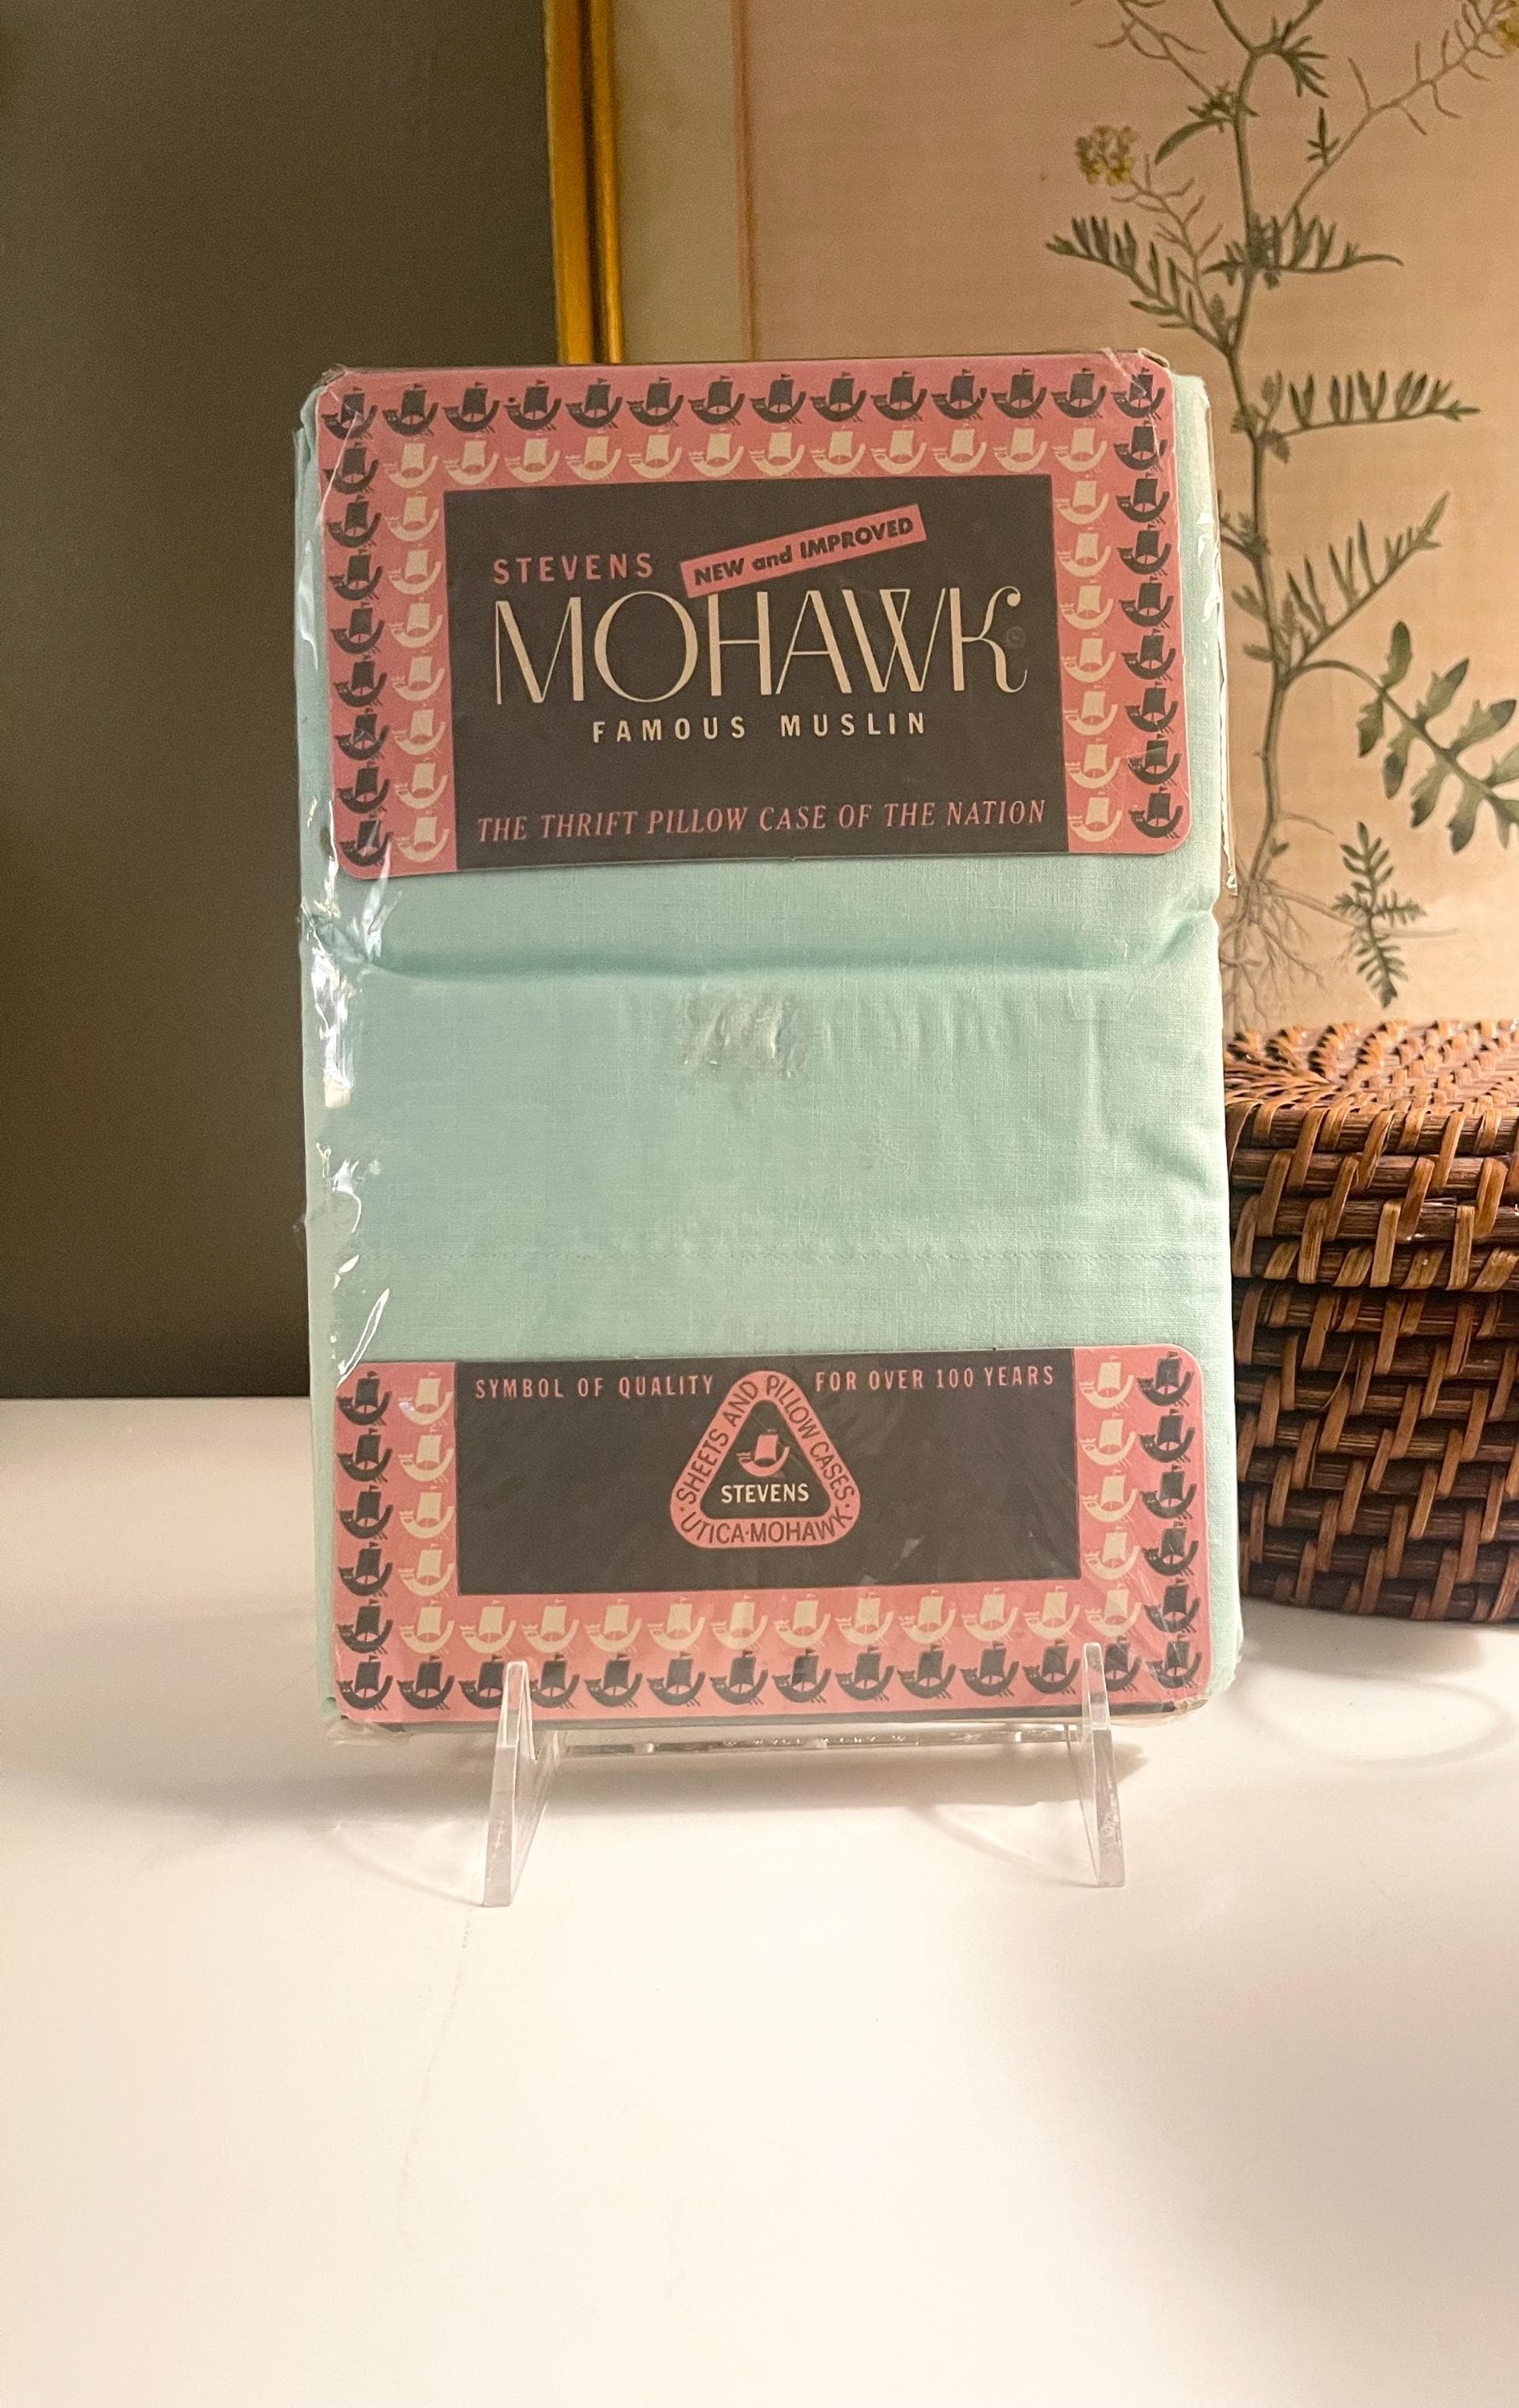 STEVENS
NEW and IMPROVED
MOHAWK
FAMOUS MUSLIN
THE THRIFT PILLOW CASE OF THE NATION
SYMBOL OF QUALITY FOR OVER 100 YEARS
SHEETS AND PILLOW CASES
STEVENS
·UTICA·MOHAWK·